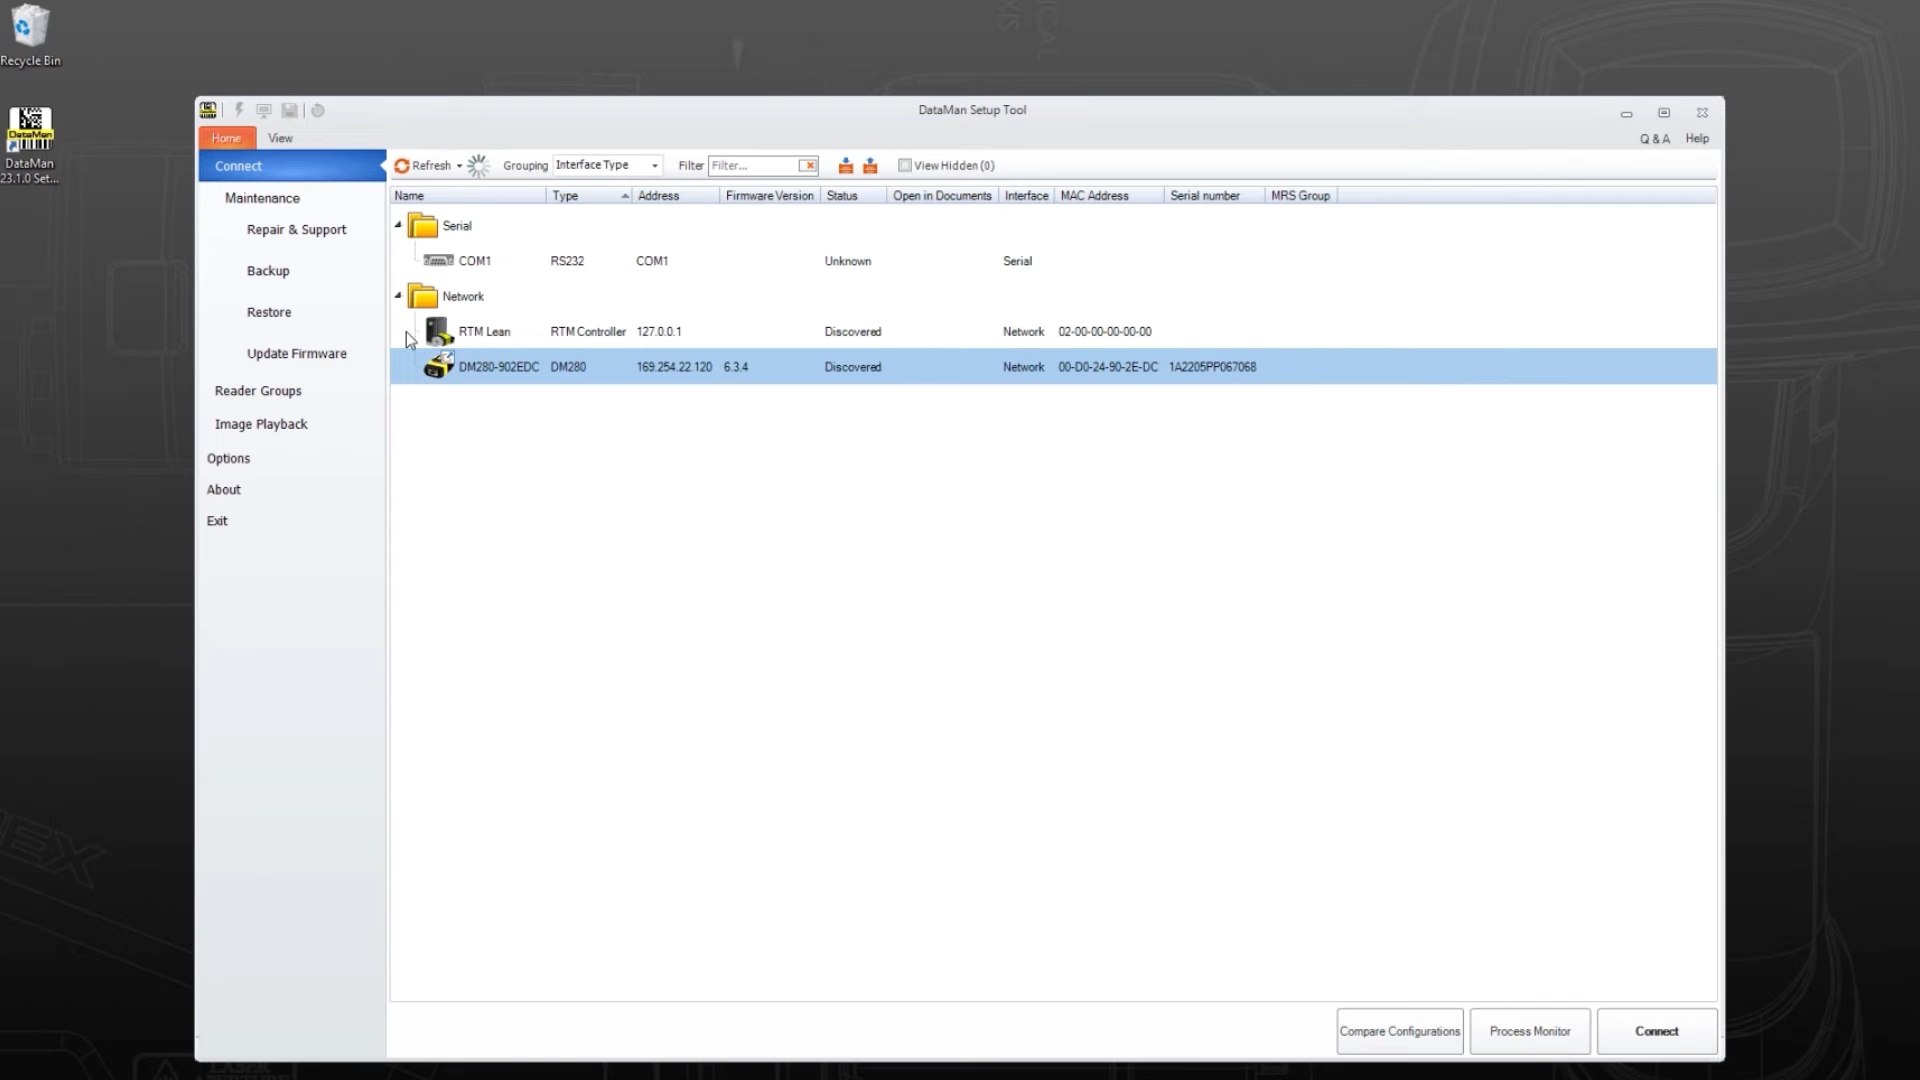 Recycle Bin
DataMan
DataMan
23.1.0 Set...
DataMan Setup Tool
Home View Q & A Help
Connect
Maintenance
Repair & Support
Backup
Restore
Update Firmware
Reader Groups
Image Playback
Options
About
Exit
Refresh Grouping Interface Type Filter Filter... View Hidden (0)
Name Type Address Firmware Version Status Open in Documents Interface MAC Address Serial number MRS Group
Serial
COM1 RS232 COM1 Unknown Serial
Network
RTM Lean RTM Controller 127.0.0.1 Discovered Network 02-00-00-00-00-00
DM280-902EDC DM280 169.254.22.120 6.3.4 Discovered Network 00-D0-24-90-2E-DC 1A2205PP067068
Compare Configurations Process Monitor Connect